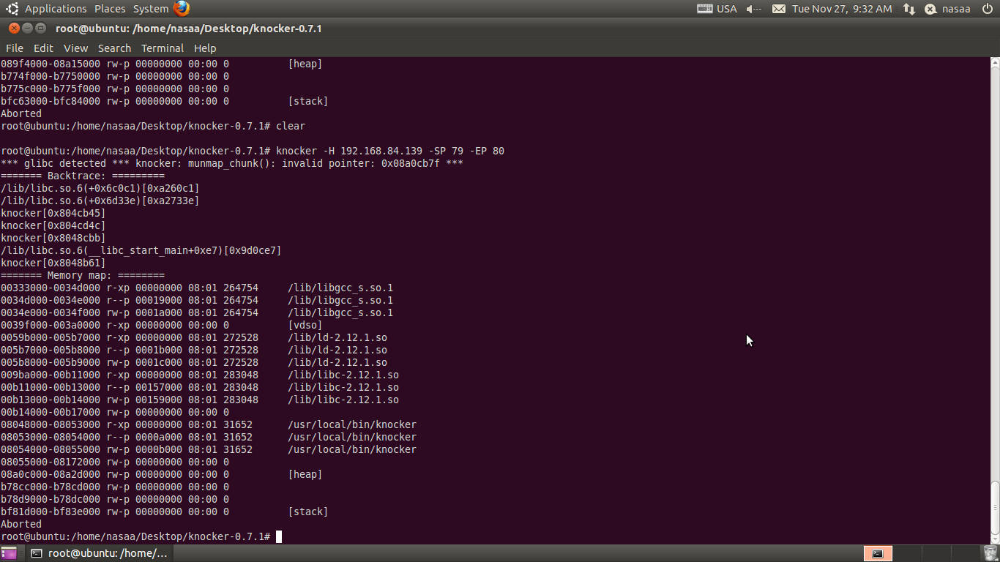 Applications Places System USA Tue Nov 27, 9:32 AM nasaa
root@ubuntu: /home/nasaa/Desktop/knocker-0.7.1
File Edit View Search Terminal Help
089f4000-08a15000 rw-p 00000000 00:00 0 [heap]
b774f000-b7750000 rw-p 00000000 00:00 0
b775c000-b775f000 rw-p 00000000 00:00 0
bfc63000-bfc84000 rw-p 00000000 00:00 0 [stack]
Aborted
root@ubuntu:/home/nasaa/Desktop/knocker-0.7.1# clear
root@ubuntu:/home/nasaa/Desktop/knocker-0.7.1# knocker -H 192.168.84.139 -SP 79 -EP 80
*** glibc detected *** knocker: munmap_chunk(): invalid pointer: 0x08a0cb7f ***
======= Backtrace: =========
/lib/libc.so.6(+0x6c0c1)[0xa260c1]
/lib/libc.so.6(+0x6d33e)[0xa2733e]
knocker[0x804cb45]
knocker[0x804cd4c]
knocker[0x8048cbb]
/lib/libc.so.6(__libc_start_main+0xe7)[0x9d0ce7]
knocker[0x8048b61]
======= Memory map: ========
00333000-0034d000 r-xp 00000000 08:01 264754 /lib/libgcc_s.so.1
0034d000-0034e000 r--p 00019000 08:01 264754 /lib/libgcc_s.so.1
0034e000-0034f000 rw-p 0001a000 08:01 264754 /lib/libgcc_s.so.1
0039f000-003a0000 r-xp 00000000 00:00 0 [vdso]
0059b000-005b7000 r-xp 00000000 08:01 272528 /lib/ld-2.12.1.so
005b7000-005b8000 r--p 0001b000 08:01 272528 /lib/ld-2.12.1.so
005b8000-005b9000 rw-p 0001c000 08:01 272528 /lib/ld-2.12.1.so
009ba000-00b11000 r-xp 00000000 08:01 283048 /lib/libc-2.12.1.so
00b11000-00b13000 r--p 00157000 08:01 283048 /lib/libc-2.12.1.so
00b13000-00b14000 rw-p 00159000 08:01 283048 /lib/libc-2.12.1.so
00b14000-00b17000 rw-p 00000000 00:00 0
08048000-08053000 r-xp 00000000 08:01 31652 /usr/local/bin/knocker
08053000-08054000 r--p 0000a000 08:01 31652 /usr/local/bin/knocker
08054000-08055000 rw-p 0000b000 08:01 31652 /usr/local/bin/knocker
08055000-08172000 rw-p 00000000 00:00 0
08a0c000-08a2d000 rw-p 00000000 00:00 0 [heap]
b78cc000-b78cd000 rw-p 00000000 00:00 0
b78d9000-b78dc000 rw-p 00000000 00:00 0
bf81d000-bf83e000 rw-p 00000000 00:00 0 [stack]
Aborted
root@ubuntu:/home/nasaa/Desktop/knocker-0.7.1#
root@ubuntu: /home/...